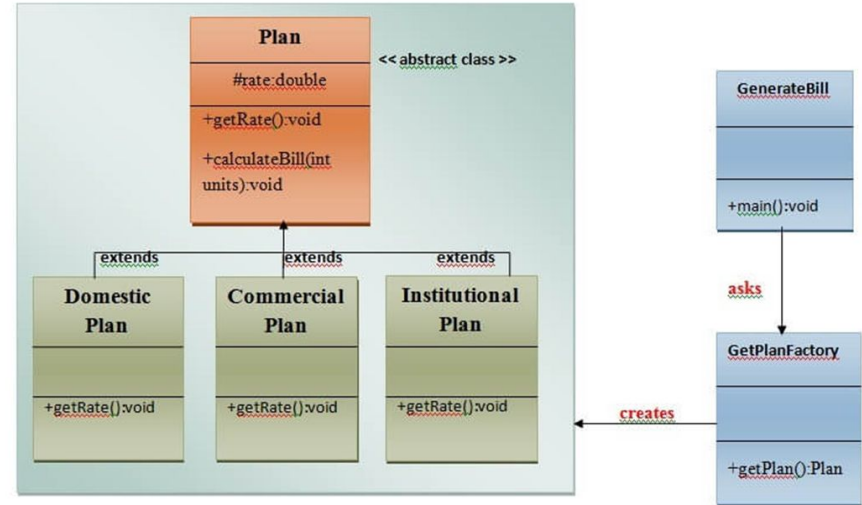 Plan
<< abstract class >>
#rate:double
+getRate():void
+calculateBill(int
units):void
extends
extends
extends
Domestic
Plan
+getRate():void
Commercial
Plan
+getRate():void
Institutional
Plan
+getRate():void
GenerateBill
+main():void
asks
GetPlanFactory
+getPlan():Plan
creates